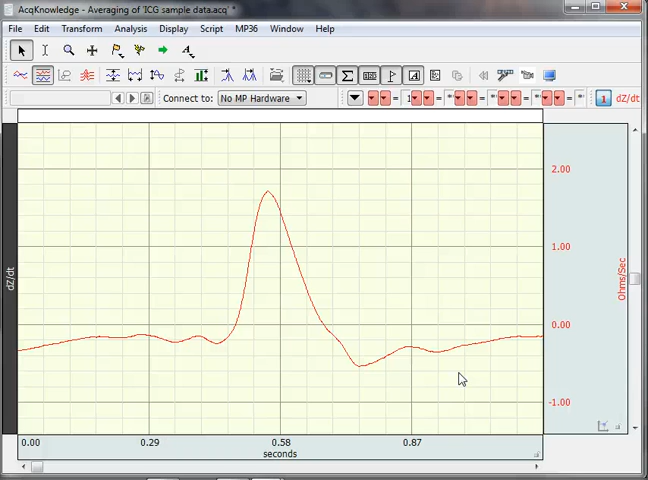 AcqKnowledge - Averaging of 'ICG sample data.acq' *
File Edit Transform Analysis Display Script MP36 Window Help
Connect to: No MP Hardware = 1 = = = = 1 dZ/dt
2.00
1.00
0.00
-1.00
dZ/dt
Ohms/Sec
0.00 0.29 0.58 0.87
seconds